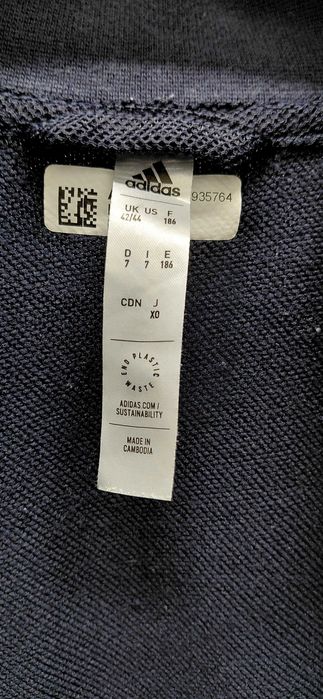 adidas
935764
UK US F
42/44 186
D I E
7 7 186
CDN J
XO
END PLASTIC WASTE
ADIDAS.COM/
SUSTAINABILITY
MADE IN
CAMBODIA